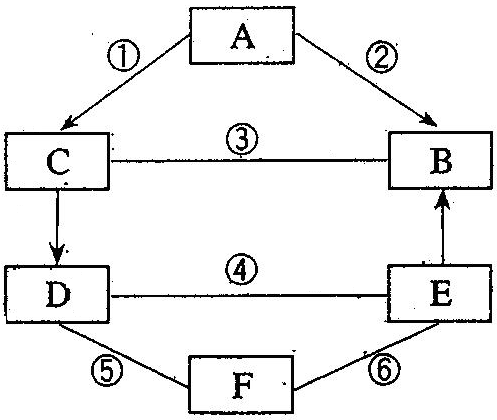 A
① ②
③
C B
④
D E
⑤ F ⑥